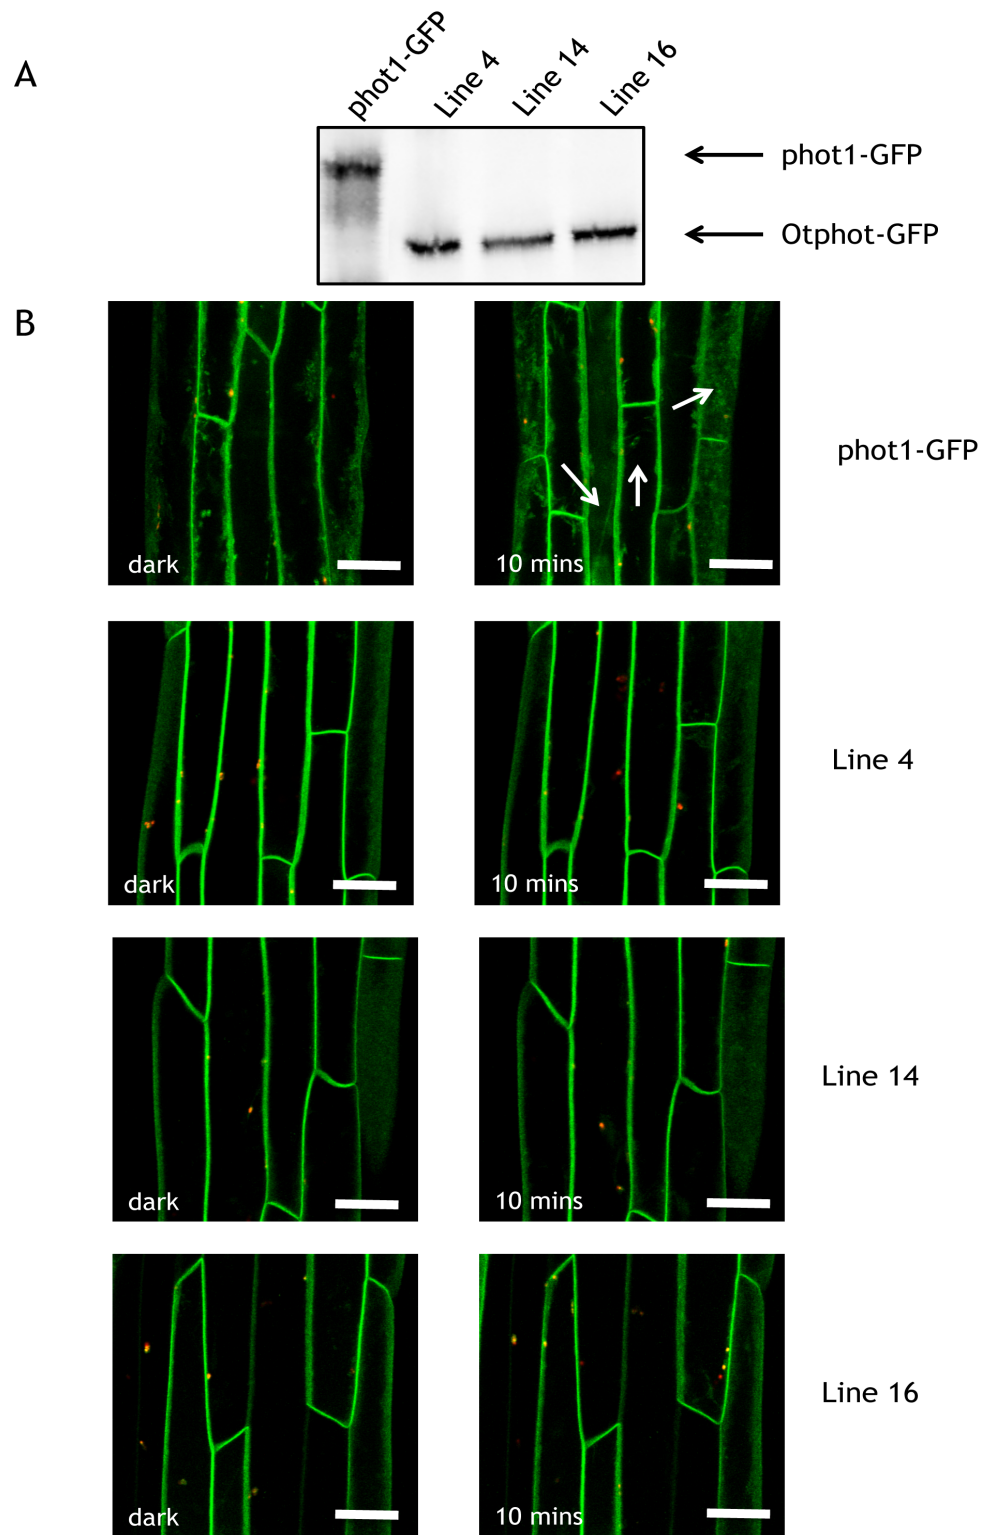 A
phot1-GFP
Line 4
Line 14
Line 16
phot1-GFP
Otphot-GFP
B
dark
10 mins
phot1-GFP
dark
10 mins
Line 4
dark
10 mins
Line 14
dark
10 mins
Line 16